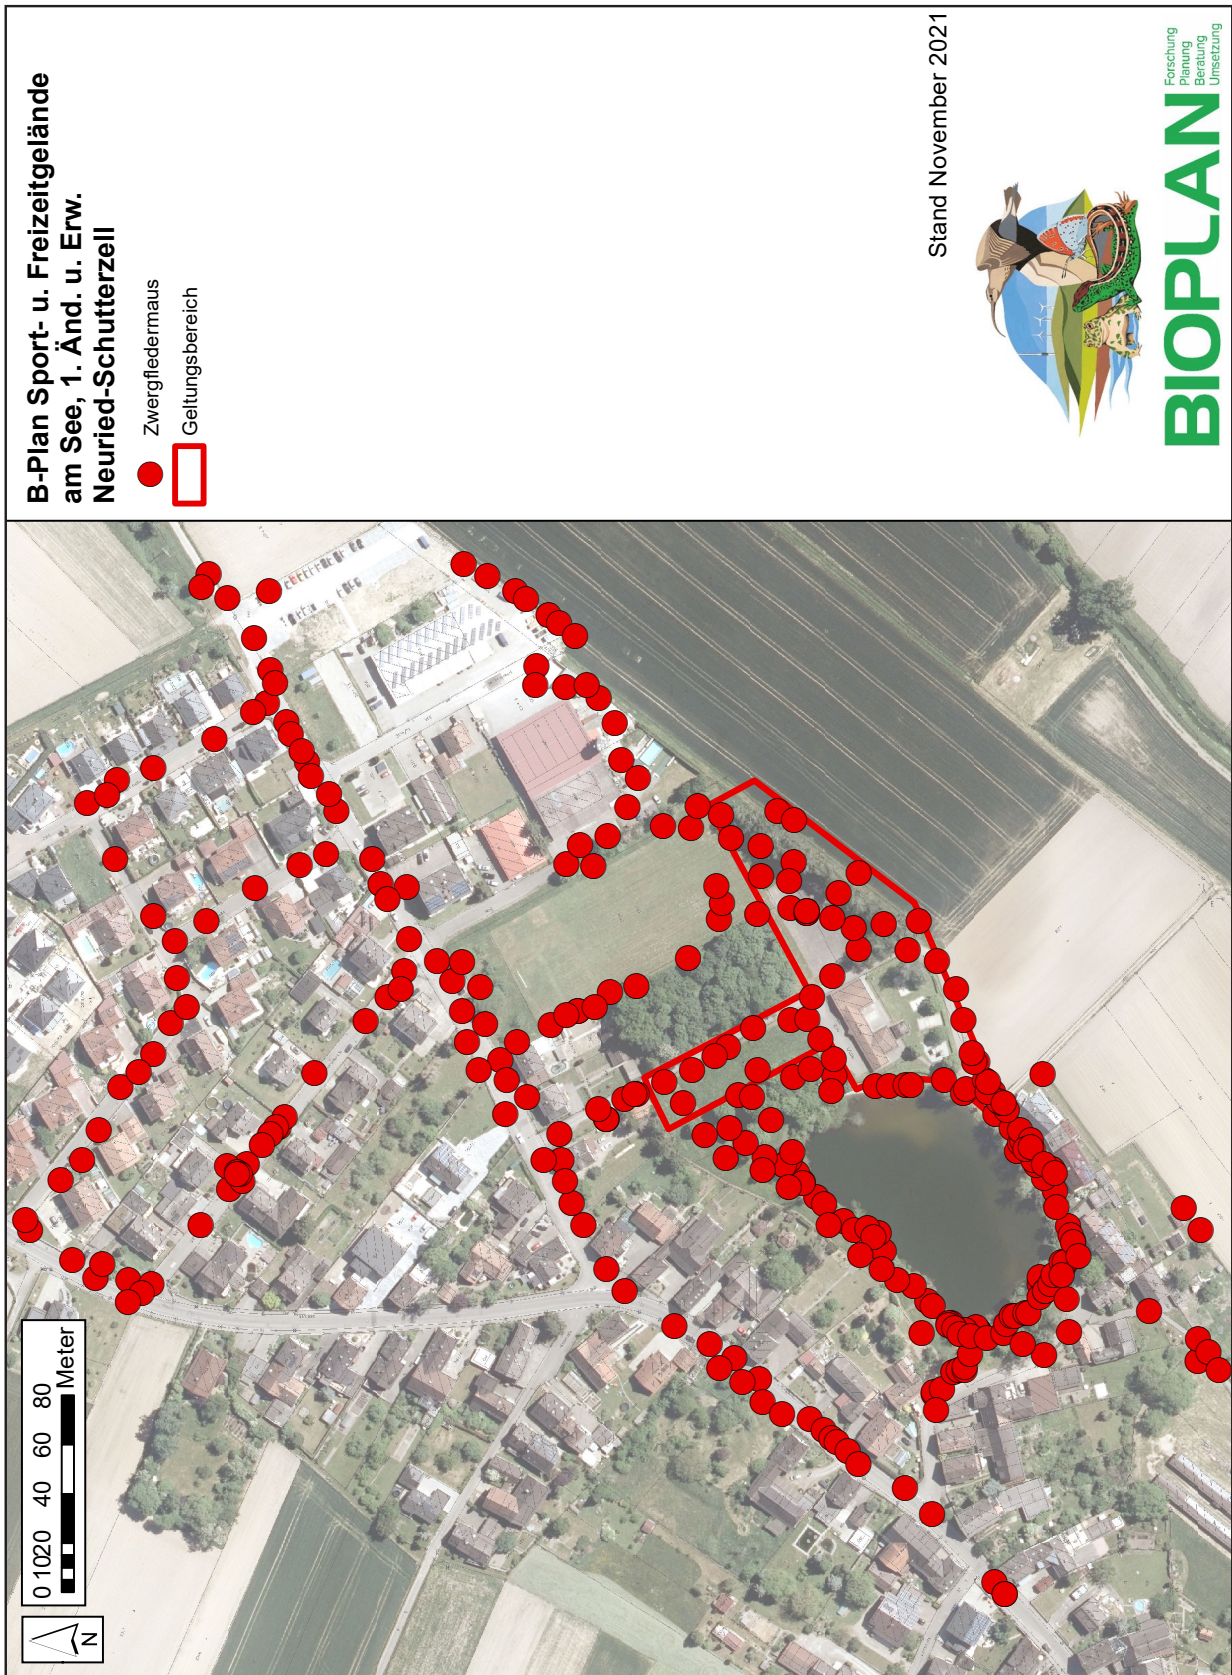 B-Plan Sport- u. Freizeitgelände
am See, 1. Änd. u. Erw.
Neuried-Schutterzell
Zwergfledermaus
Geltungsbereich
Stand November 2021
BIOPLAN
Forschung
Planung
Beratung
Umsetzung
0 10 20 40 60 80
Meter
N